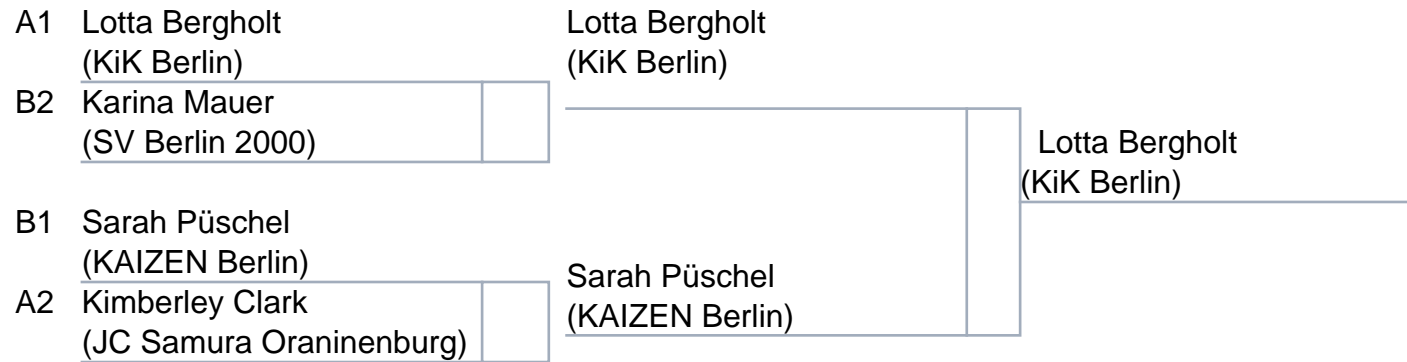 A1 Lotta Bergholt
(KiK Berlin)
B2 Karina Mauer
(SV Berlin 2000)
B1 Sarah Püschel
(KAIZEN Berlin)
A2 Kimberley Clark
(JC Samura Oraninenburg)
Lotta Bergholt
(KiK Berlin)
Sarah Püschel
(KAIZEN Berlin)
Lotta Bergholt
(KiK Berlin)